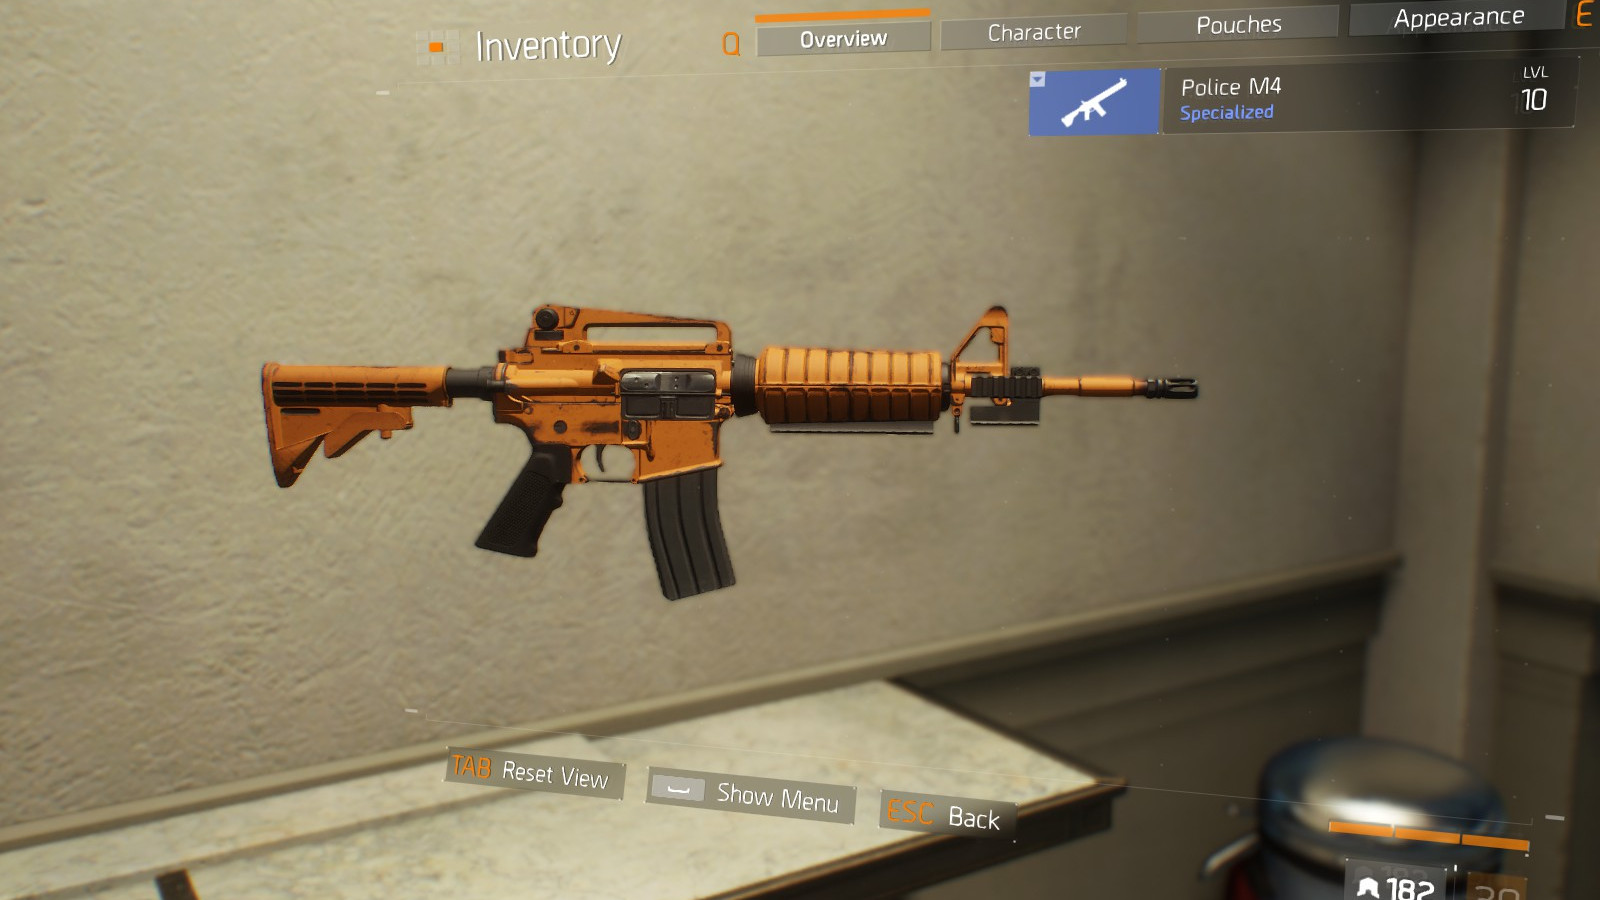 Inventory
Q Overview Character Pouches Appearance E
Police M4
Specialized
LVL
10
TAB Reset View
Show Menu
ESC Back
182